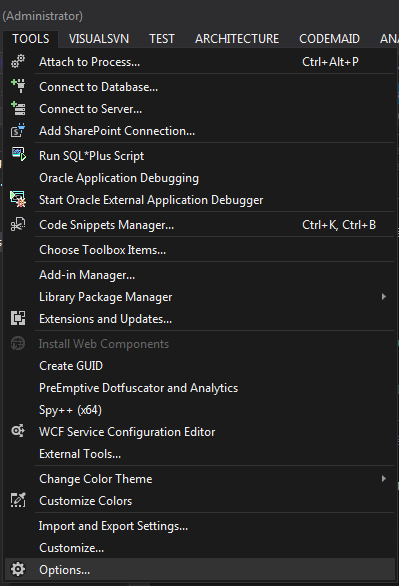 (Administrator)
TOOLS VISUALSVN TEST ARCHITECTURE CODEMAID ANA
Attach to Process... Ctrl+Alt+P
Connect to Database...
Connect to Server...
Add SharePoint Connection...
Run SQL*Plus Script
Oracle Application Debugging
Start Oracle External Application Debugger
Code Snippets Manager... Ctrl+K, Ctrl+B
Choose Toolbox Items...
Add-in Manager...
Library Package Manager
Extensions and Updates...
Install Web Components
Create GUID
PreEmptive Dotfuscator and Analytics
Spy++ (x64)
WCF Service Configuration Editor
External Tools...
Change Color Theme
Customize Colors
Import and Export Settings...
Customize...
Options...